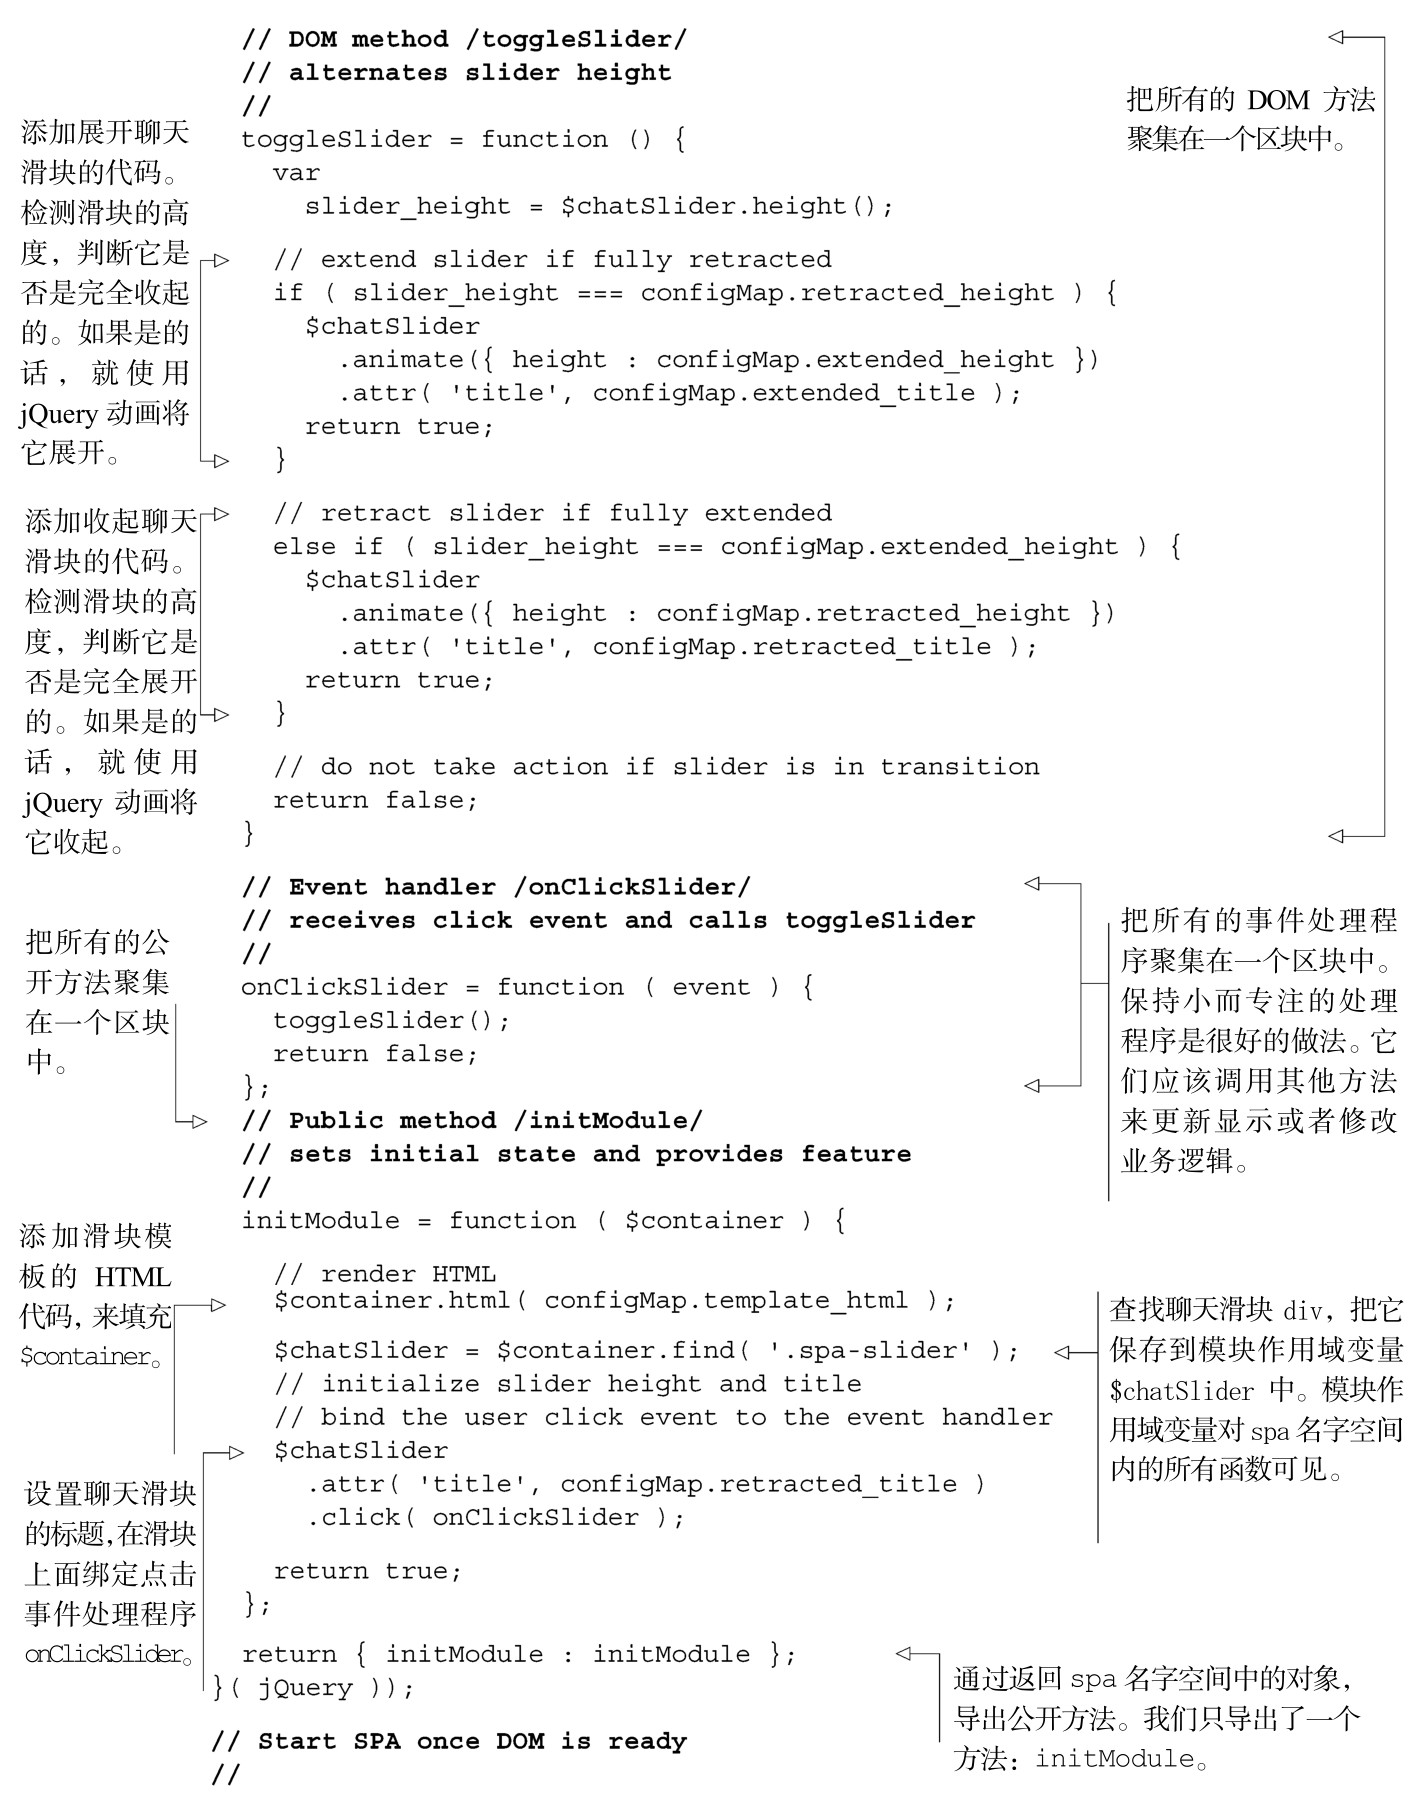 // DOM method /toggleSlider/
// alternates slider height
//
toggleSlider = function () {
var
slider_height = $chatSlider.height();
把所有的 DOM 方法
聚集在一个区块中。
添加展开聊天
滑块的代码。
检测滑块的高
度，判断它是
否是完全收起
的。如果是的
话，就使用
jQuery 动画将
它展开。
// extend slider if fully retracted
if ( slider_height === configMap.retracted_height ) {
$chatSlider
.animate({ height : configMap.extended_height })
.attr( 'title', configMap.extended_title );
return true;
}
添加收起聊天
滑块的代码。
检测滑块的高
度，判断它是
否是完全展开
的。如果是的
话，就使用
jQuery 动画将
它收起。
// retract slider if fully extended
else if ( slider_height === configMap.extended_height ) {
$chatSlider
.animate({ height : configMap.retracted_height })
.attr( 'title', configMap.retracted_title );
return true;
}
// do not take action if slider is in transition
return false;
}
// Event handler /onClickSlider/
// receives click event and calls toggleSlider
//
onClickSlider = function ( event ) {
toggleSlider();
return false;
};
把所有的事件处理程
序聚集在一个区块中。
保持小而专注的处理
程序是很好的做法。它
们应该调用其他方法
来更新显示或者修改
业务逻辑。
把所有的公
开方法聚集
在一个区块
中。
// Public method /initModule/
// sets initial state and provides feature
//
initModule = function ( $container ) {
添加滑块模
板的 HTML
代码，来填充
$container。
// render HTML
$container.html( configMap.template_html );
$chatSlider = $container.find( '.spa-slider' );
// initialize slider height and title
// bind the user click event to the event handler
$chatSlider
.attr( 'title', configMap.retracted_title )
.click( onClickSlider );
return true;
};
查找聊天滑块 div，把它
保存到模块作用域变量
$chatSlider 中。模块作
用域变量对 spa 名字空间
内的所有函数可见。
设置聊天滑块
的标题，在滑块
上面绑定点击
事件处理程序
onClickSlider。
return { initModule : initModule };
}( jQuery ));
通过返回 spa 名字空间中的对象，
导出公开方法。我们只导出了一个
方法：initModule。
// Start SPA once DOM is ready
//